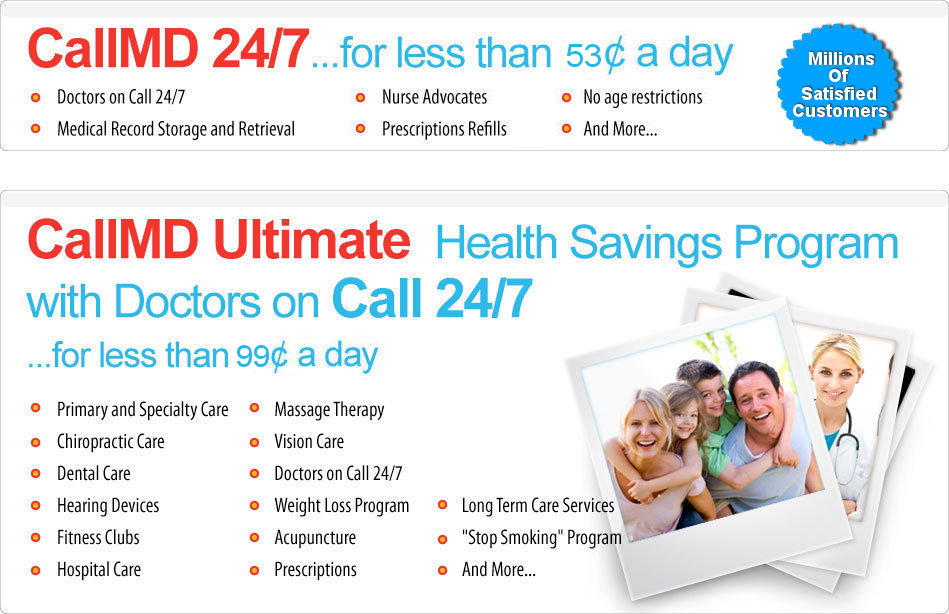 CallMD 24/7...for less than 53¢ a day
Doctors on Call 24/7
Medical Record Storage and Retrieval
Nurse Advocates
Prescriptions Refills
No age restrictions
And More...
Millions
Of
Satisfied
Customers
CallMD Ultimate Health Savings Program
with Doctors on Call 24/7
...for less than 99¢ a day
Primary and Specialty Care
Chiropractic Care
Dental Care
Hearing Devices
Fitness Clubs
Hospital Care
Massage Therapy
Vision Care
Doctors on Call 24/7
Weight Loss Program
Acupuncture
Prescriptions
Long Term Care Services
"Stop Smoking" Program
And More...